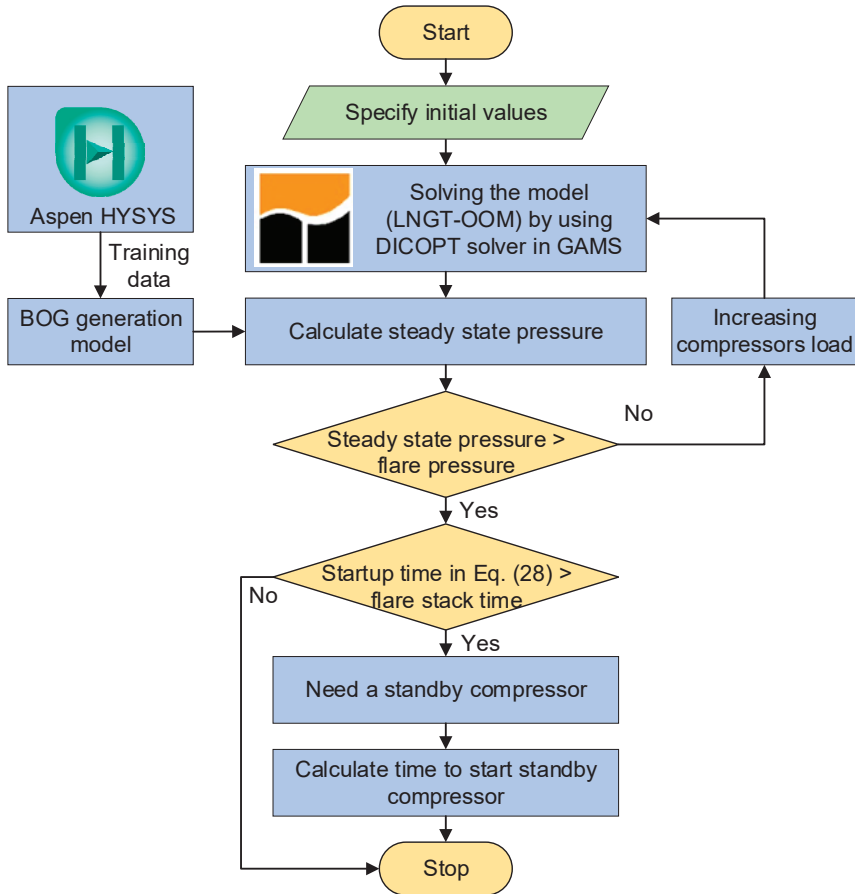 Start
Specify initial values
Aspen HYSYS
Solving the model
(LNGT-OOM) by using
DICOPT solver in GAMS
Training
data
BOG generation
model
Calculate steady state pressure
Increasing
compressors load
No
Steady state pressure >
flare pressure
Yes
Startup time in Eq. (28) >
flare stack time
No
Yes
Need a standby compressor
Calculate time to start standby
compressor
Stop